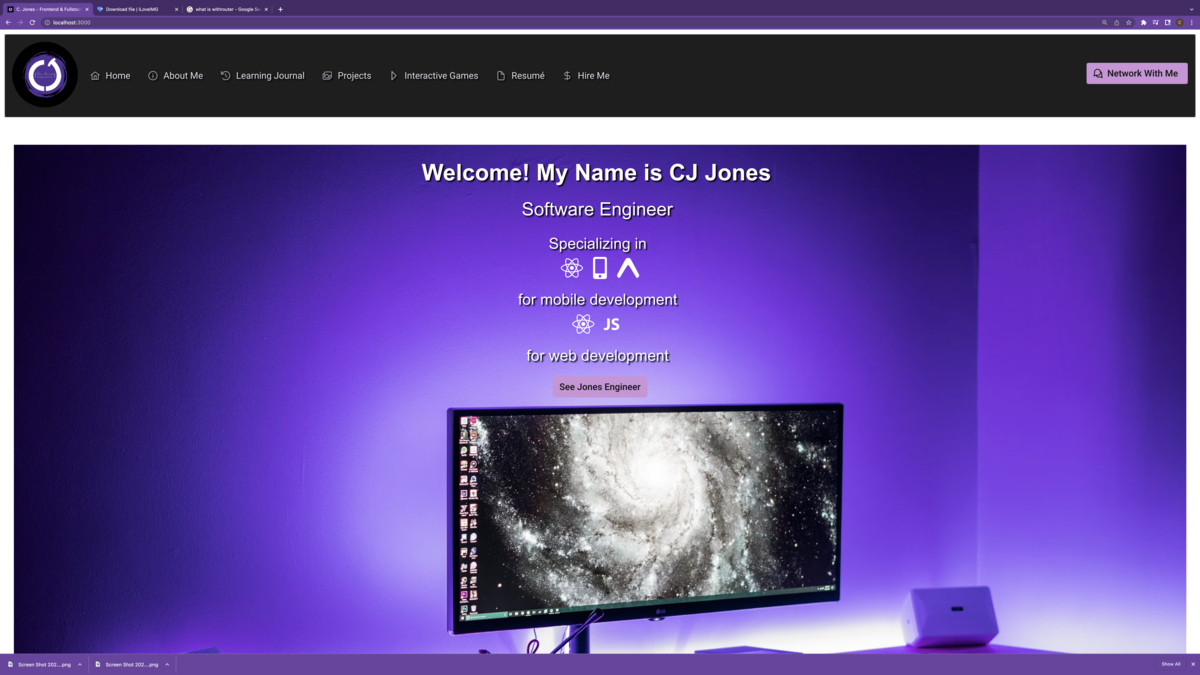 C. Jones - Frontend & Fullsta
Download file | iLoveIMG
what is withrouter - Google Se
localhost:3000
Home
About Me
Learning Journal
Projects
Interactive Games
Resumé
Hire Me
Network With Me
Welcome! My Name is CJ Jones
Software Engineer
Specializing in
for mobile development
JS
for web development
See Jones Engineer
LG
Screen Shot 202....png
Screen Shot 202....png
Show All